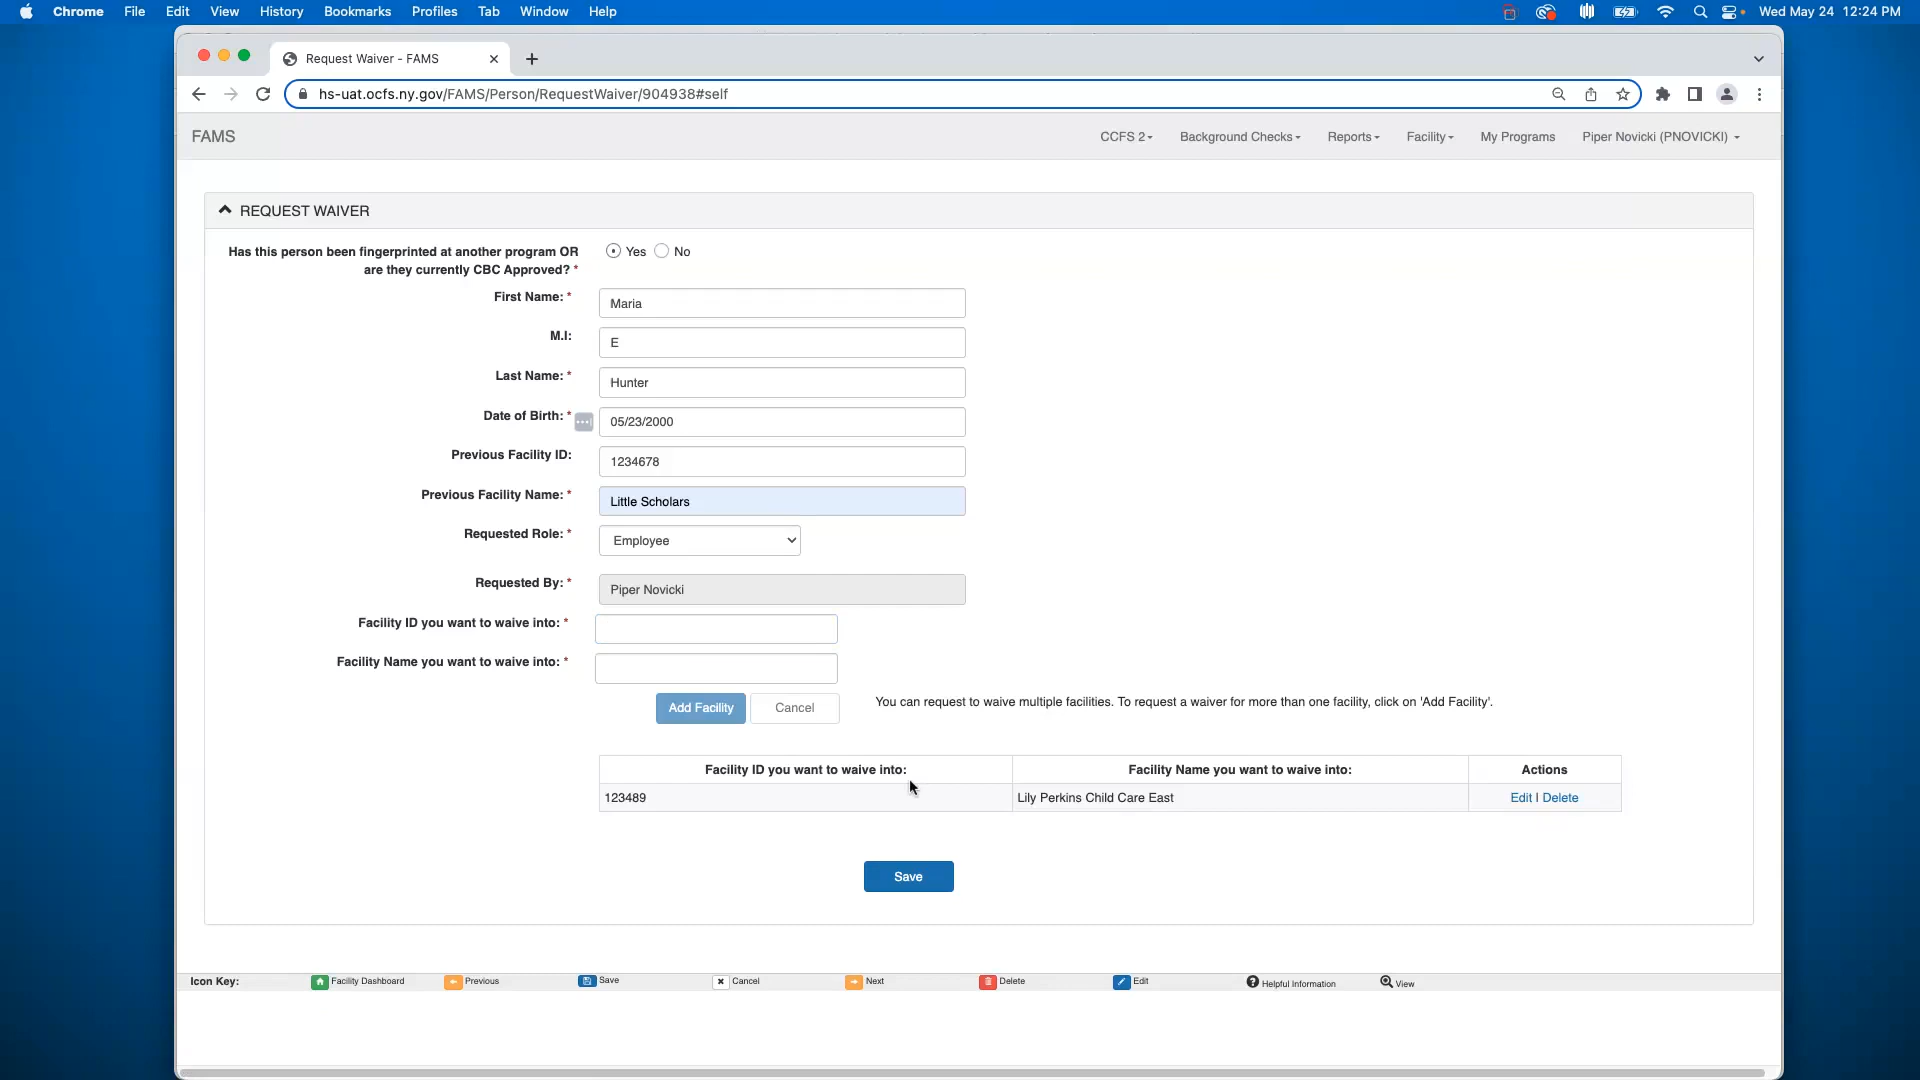 Chrome File Edit View History Bookmarks Profiles Tab Window Help Wed May 24 12:24 PM
Request Waiver - FAMS
hs-uat.ocfs.ny.gov/FAMS/Person/RequestWaiver/904938#self
FAMS CCFS 2 Background Checks Reports Facility My Programs Piper Novicki (PNOVICKI)
REQUEST WAIVER
Has this person been fingerprinted at another program OR Yes No
are they currently CBC Approved? *
First Name: * Maria
M.I: E
Last Name: * Hunter
Date of Birth: * 05/23/2000
Previous Facility ID: 1234678
Previous Facility Name: * Little Scholars
Requested Role: * Employee
Requested By: * Piper Novicki
Facility ID you want to waive into: *
Facility Name you want to waive into: *
Add Facility Cancel You can request to waive multiple facilities. To request a waiver for more than one facility, click on 'Add Facility'.
Facility ID you want to waive into: Facility Name you want to waive into: Actions
123489 Lily Perkins Child Care East Edit | Delete
Save
Icon Key: Facility Dashboard Previous Save Cancel Next Delete Edit Helpful Information View